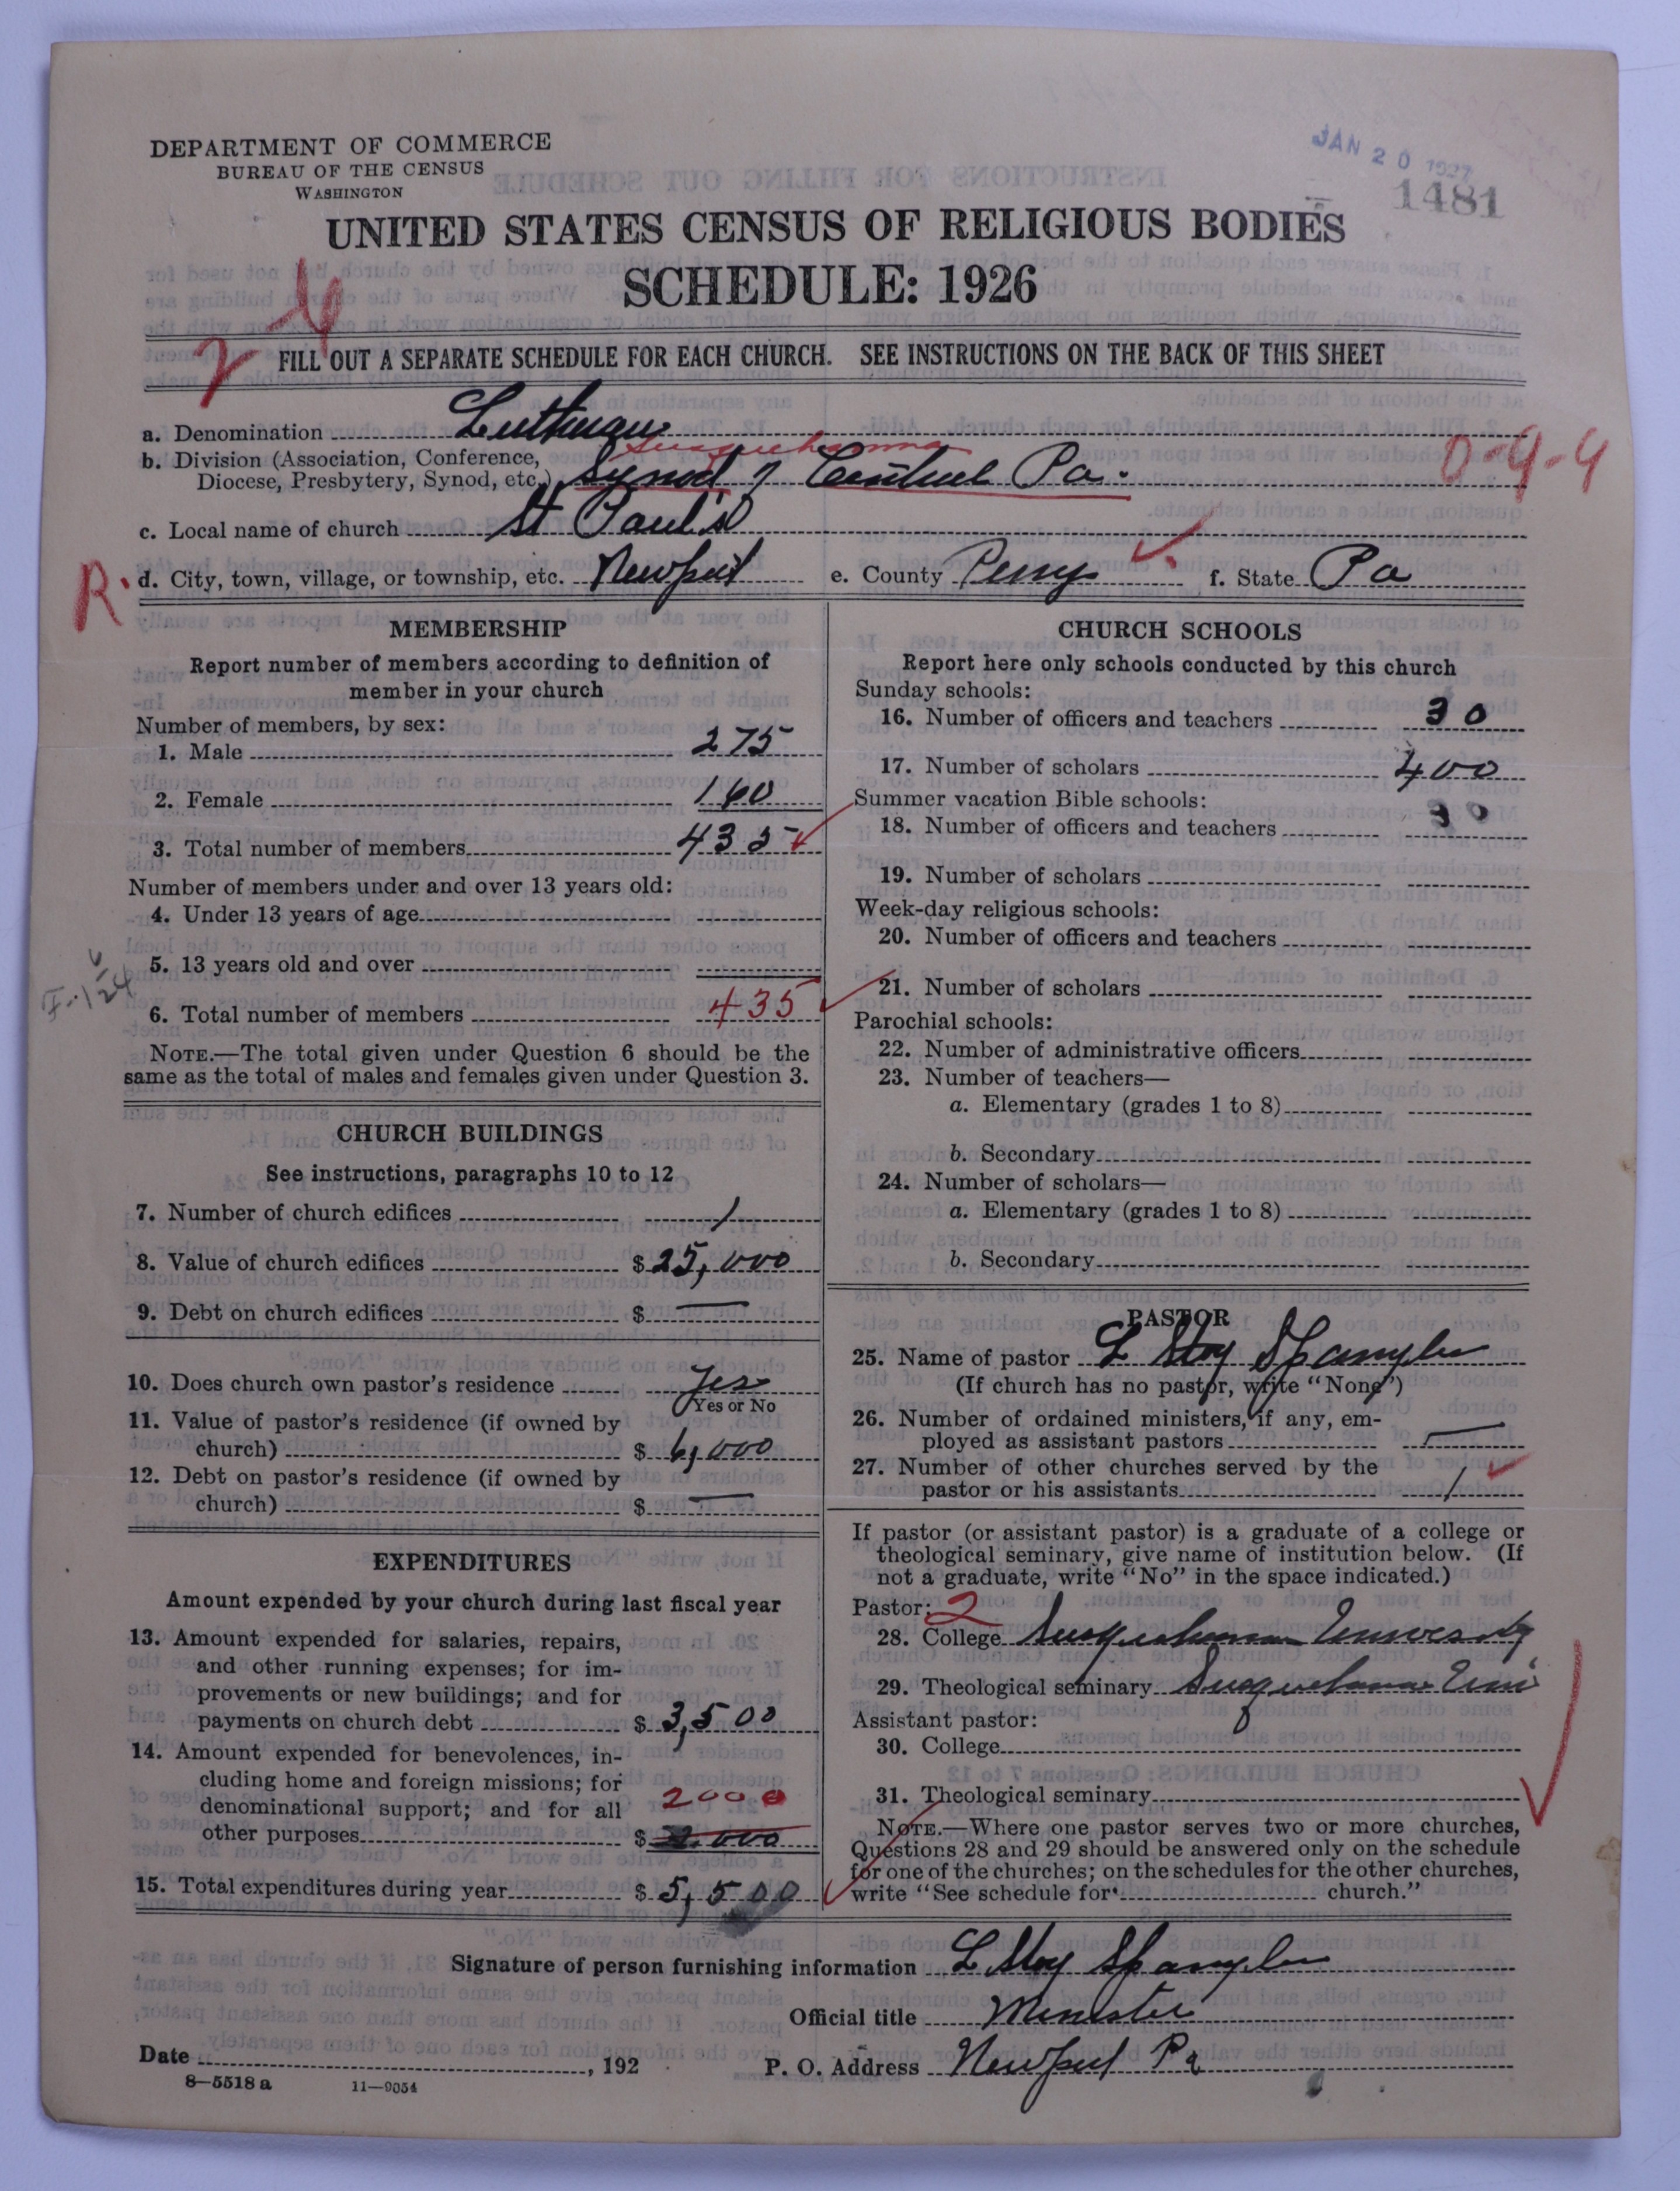 DEPARTMENT OF COMMERCE
BUREAU OF THE CENSUS
WASHINGTON
JAN 20 1927
1481
UNITED STATES CENSUS OF RELIGIOUS BODIES
SCHEDULE: 1926
2
FILL OUT A SEPARATE SCHEDULE FOR EACH CHURCH. SEE INSTRUCTIONS ON THE BACK OF THIS SHEET
a. Denomination Lutheran
Susquehanna
b. Division (Association, Conference, Diocese, Presbytery, Synod, etc.) Synod of Central Pa.
0-4-4
c. Local name of church St Paul's
R. d. City, town, village, or township, etc. Newport e. County Perry f. State Pa
MEMBERSHIP
Report number of members according to definition of
member in your church
Number of members, by sex:
1. Male 275
2. Female 160
3. Total number of members 435
Number of members under and over 13 years old:
4. Under 13 years of age
5. 13 years old and over
6. Total number of members 435
NOTE.—The total given under Question 6 should be the
same as the total of males and females given under Question 3.
CHURCH BUILDINGS
See instructions, paragraphs 10 to 12
7. Number of church edifices 1
8. Value of church edifices $ 25,000
9. Debt on church edifices $ —
10. Does church own pastor's residence Yes
Yes or No
11. Value of pastor's residence (if owned by
church) $ 6,000
12. Debt on pastor's residence (if owned by
church) $ —
EXPENDITURES
Amount expended by your church during last fiscal year
13. Amount expended for salaries, repairs,
and other running expenses; for im-
provements or new buildings; and for
payments on church debt $ 3,500
14. Amount expended for benevolences, in-
cluding home and foreign missions; for
denominational support; and for all 2000
other purposes $ 2000
15. Total expenditures during year $ 5,500
CHURCH SCHOOLS
Report here only schools conducted by this church
Sunday schools:
16. Number of officers and teachers 30
17. Number of scholars 400
Summer vacation Bible schools:
18. Number of officers and teachers 30
19. Number of scholars
Week-day religious schools:
20. Number of officers and teachers
21. Number of scholars
Parochial schools:
22. Number of administrative officers
23. Number of teachers—
a. Elementary (grades 1 to 8)
b. Secondary
24. Number of scholars—
a. Elementary (grades 1 to 8)
b. Secondary
PASTOR
25. Name of pastor L Stoy Spangler
(If church has no pastor, write "None")
26. Number of ordained ministers, if any, em-
ployed as assistant pastors —
27. Number of other churches served by the
pastor or his assistants 1
If pastor (or assistant pastor) is a graduate of a college or
theological seminary, give name of institution below. (If
not a graduate, write "No" in the space indicated.)
Pastor: 2
28. College Susquehanna University
29. Theological seminary Susquehanna Uni
Assistant pastor:
30. College
31. Theological seminary
NOTE.—Where one pastor serves two or more churches,
Questions 28 and 29 should be answered only on the schedule
for one of the churches; on the schedules for the other churches,
write "See schedule for church."
Signature of person furnishing information L Stoy Spangler
Official title Minister
Date , 192 P. O. Address Newport Pa
8—5518 a 11—9054